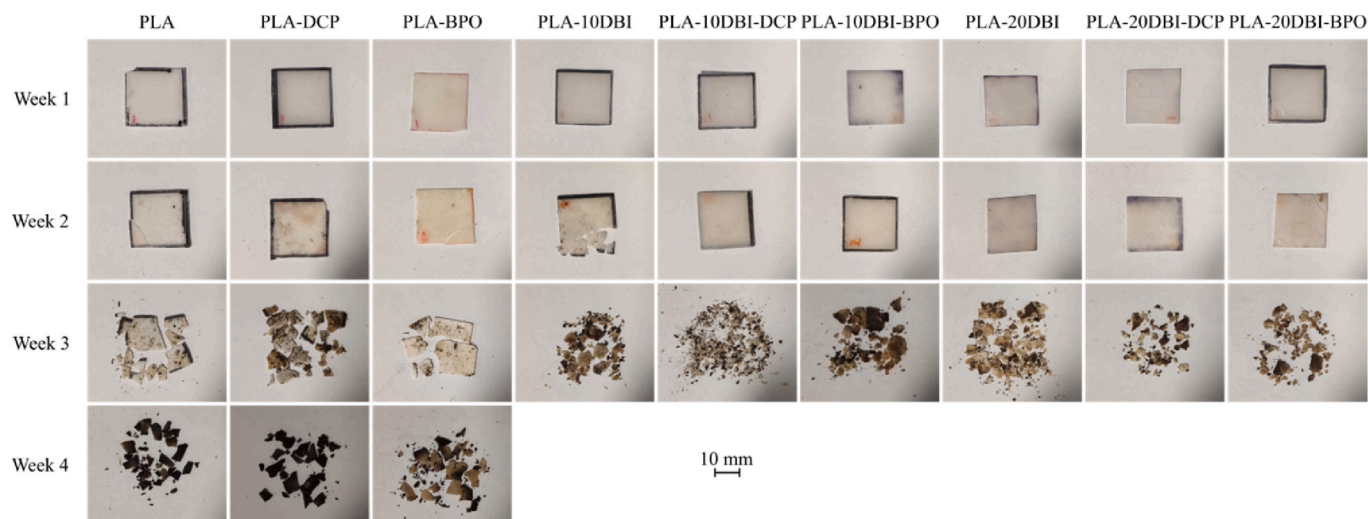 PLA PLA-DCP PLA-BPO PLA-10DBI PLA-10DBI-DCP PLA-10DBI-BPO PLA-20DBI PLA-20DBI-DCP PLA-20DBI-BPO
Week 1
Week 2
Week 3
Week 4
10 mm